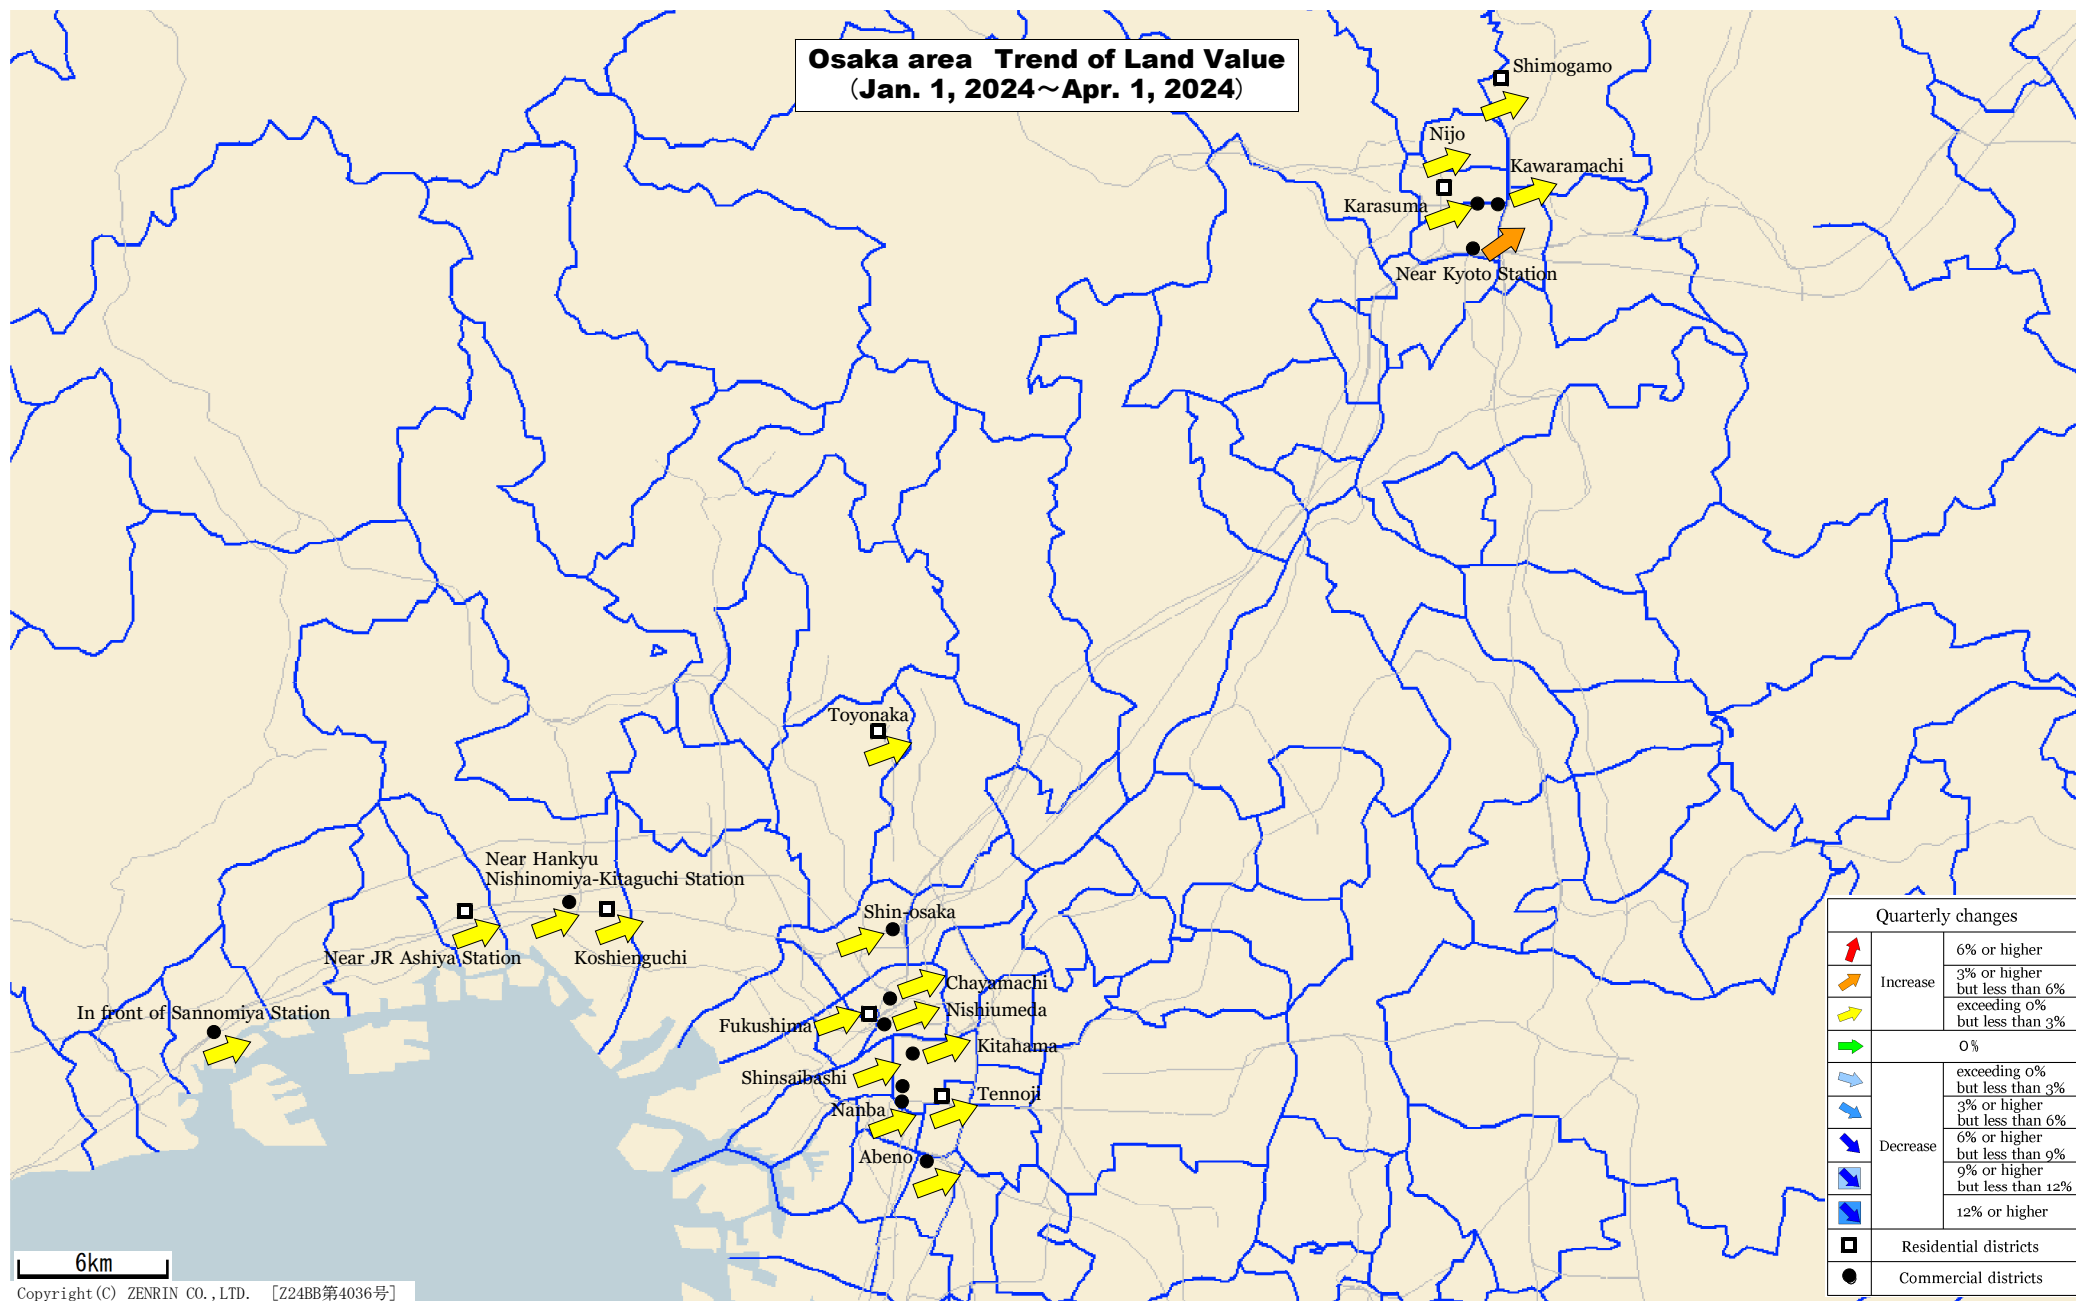 Osaka area Trend of Land Value
（Jan. 1, 2024～Apr. 1, 2024）
Shimogamo
Nijo
Kawaramachi
Karasuma
Near Kyoto Station
Toyonaka
Near Hankyu
Nishinomiya-Kitaguchi Station
Shin-osaka
Near JR Ashiya Station
Koshienguchi
Chayamachi
In front of Sannomiya Station
Nishiumeda
Fukushima
Kitahama
Shinsaibashi
Tennoji
Nanba
Abeno
Quarterly changes
Increase
6% or higher
3% or higher
but less than 6%
exceeding 0%
but less than 3%
0%
Decrease
exceeding 0%
but less than 3%
3% or higher
but less than 6%
6% or higher
but less than 9%
9% or higher
but less than 12%
12% or higher
Residential districts
Commercial districts
6km
Copyright(C) ZENRIN CO.,LTD. [Z24BB第4036号]